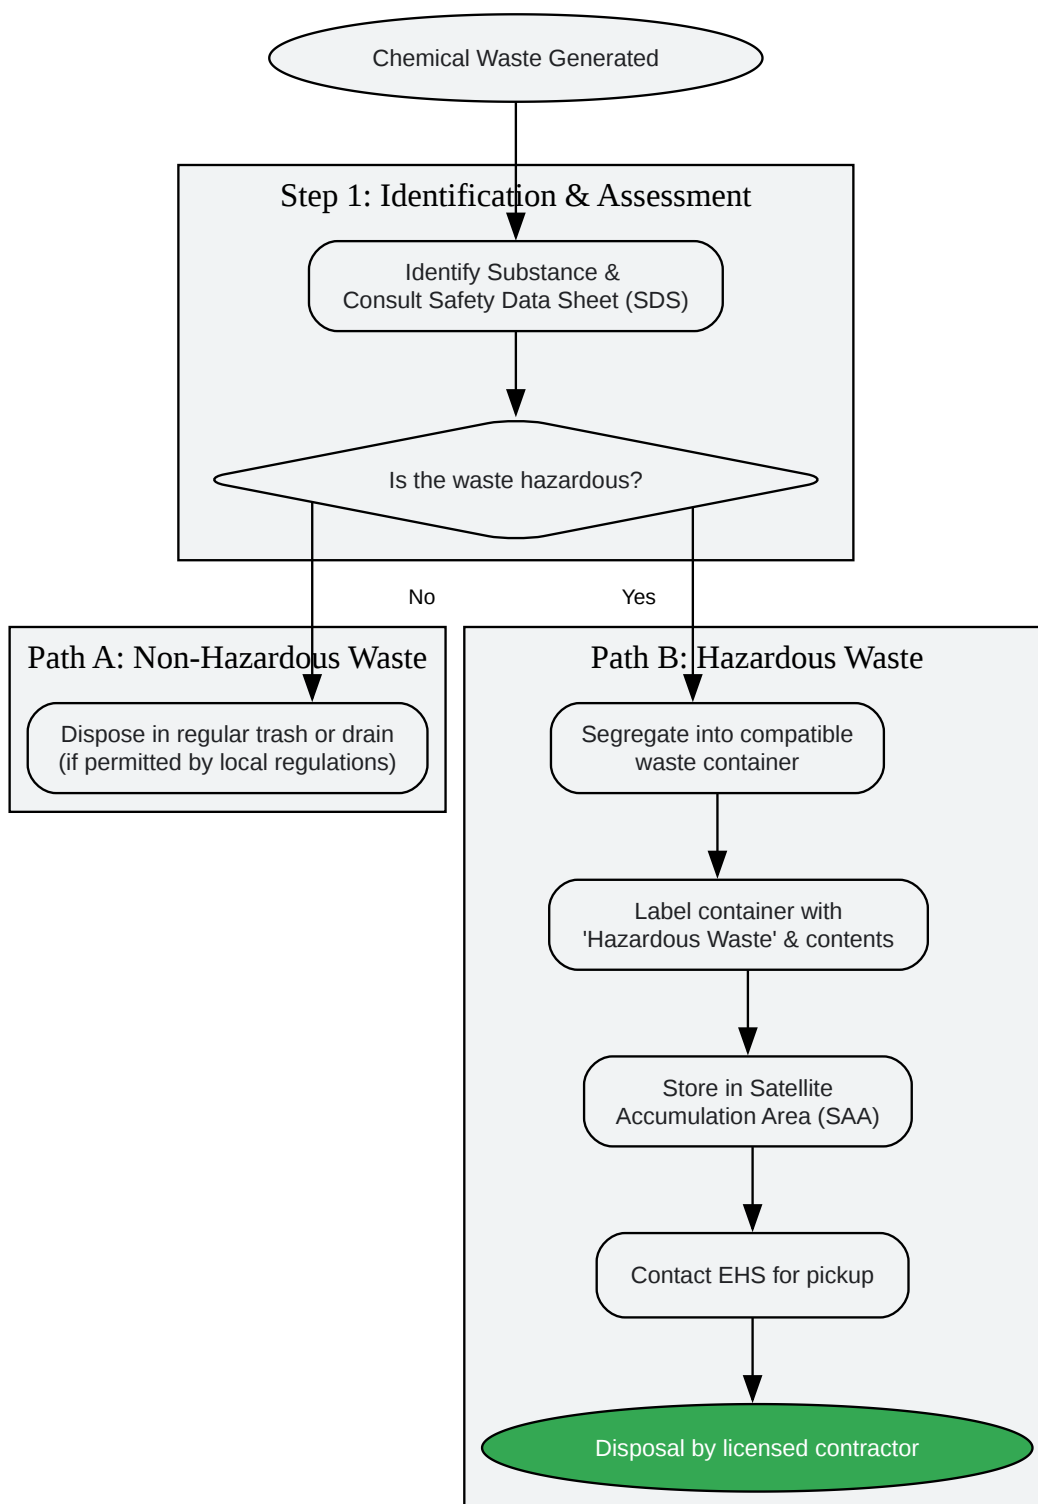 Chemical Waste Generated
Step 1: Identification & Assessment
Identify Substance &
Consult Safety Data Sheet (SDS)
Is the waste hazardous?
No
Yes
Path A: Non-Hazardous Waste
Dispose in regular trash or drain
(if permitted by local regulations)
Path B: Hazardous Waste
Segregate into compatible
waste container
Label container with
'Hazardous Waste' & contents
Store in Satellite
Accumulation Area (SAA)
Contact EHS for pickup
Disposal by licensed contractor